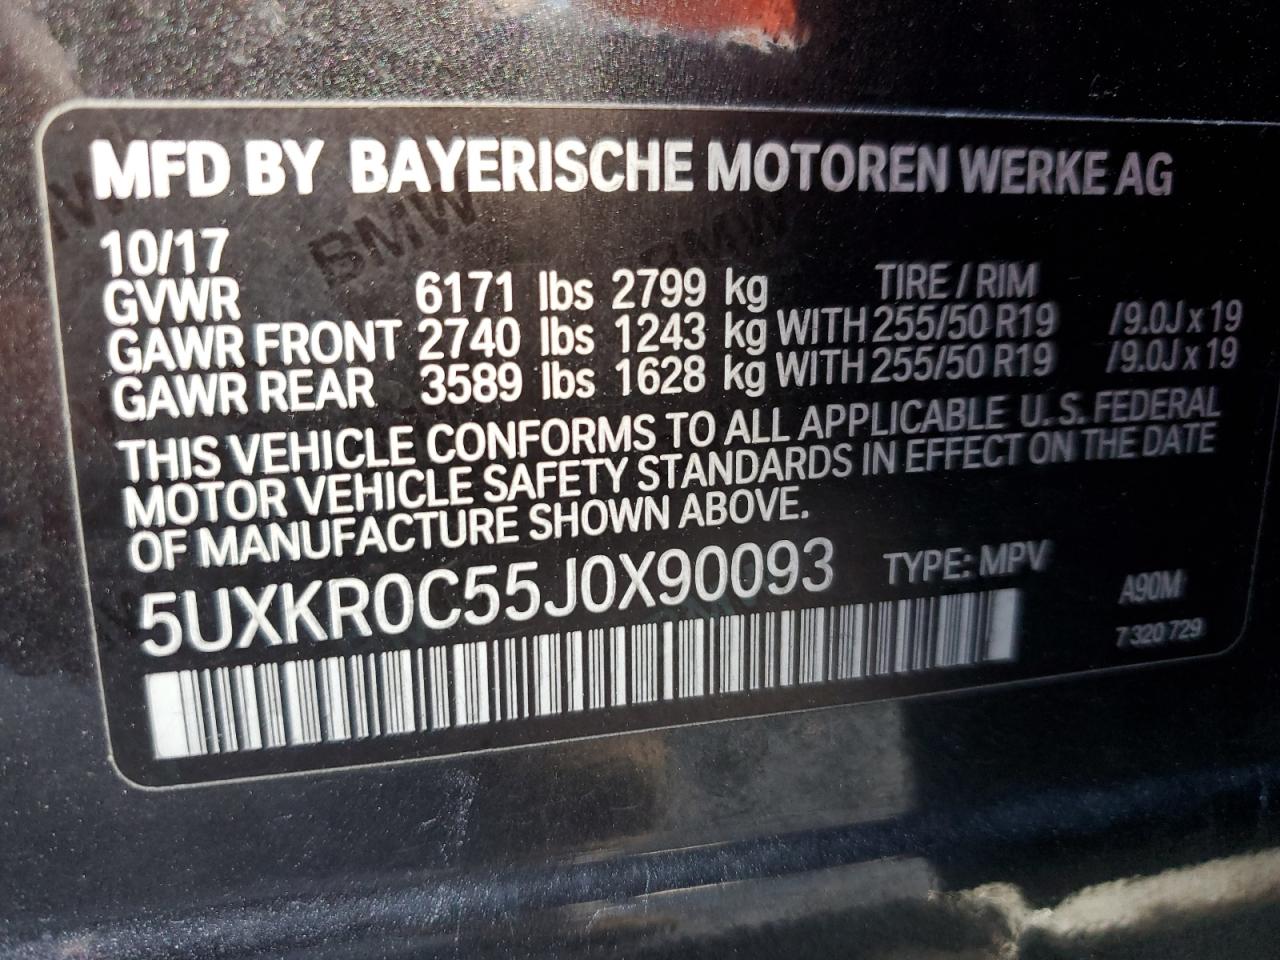 MFD BY BAYERISCHE MOTOREN WERKE AG
10/17
GVWR 6171 lbs 2799 kg TIRE / RIM
GAWR FRONT 2740 lbs 1243 kg WITH 255/50 R19 /9.0J x 19
GAWR REAR 3589 lbs 1628 kg WITH 255/50 R19 /9.0J x 19
THIS VEHICLE CONFORMS TO ALL APPLICABLE U.S. FEDERAL
MOTOR VEHICLE SAFETY STANDARDS IN EFFECT ON THE DATE
OF MANUFACTURE SHOWN ABOVE.
5UXKR0C55J0X90093 TYPE: MPV
A90M
7 320 729
BMW
BMW